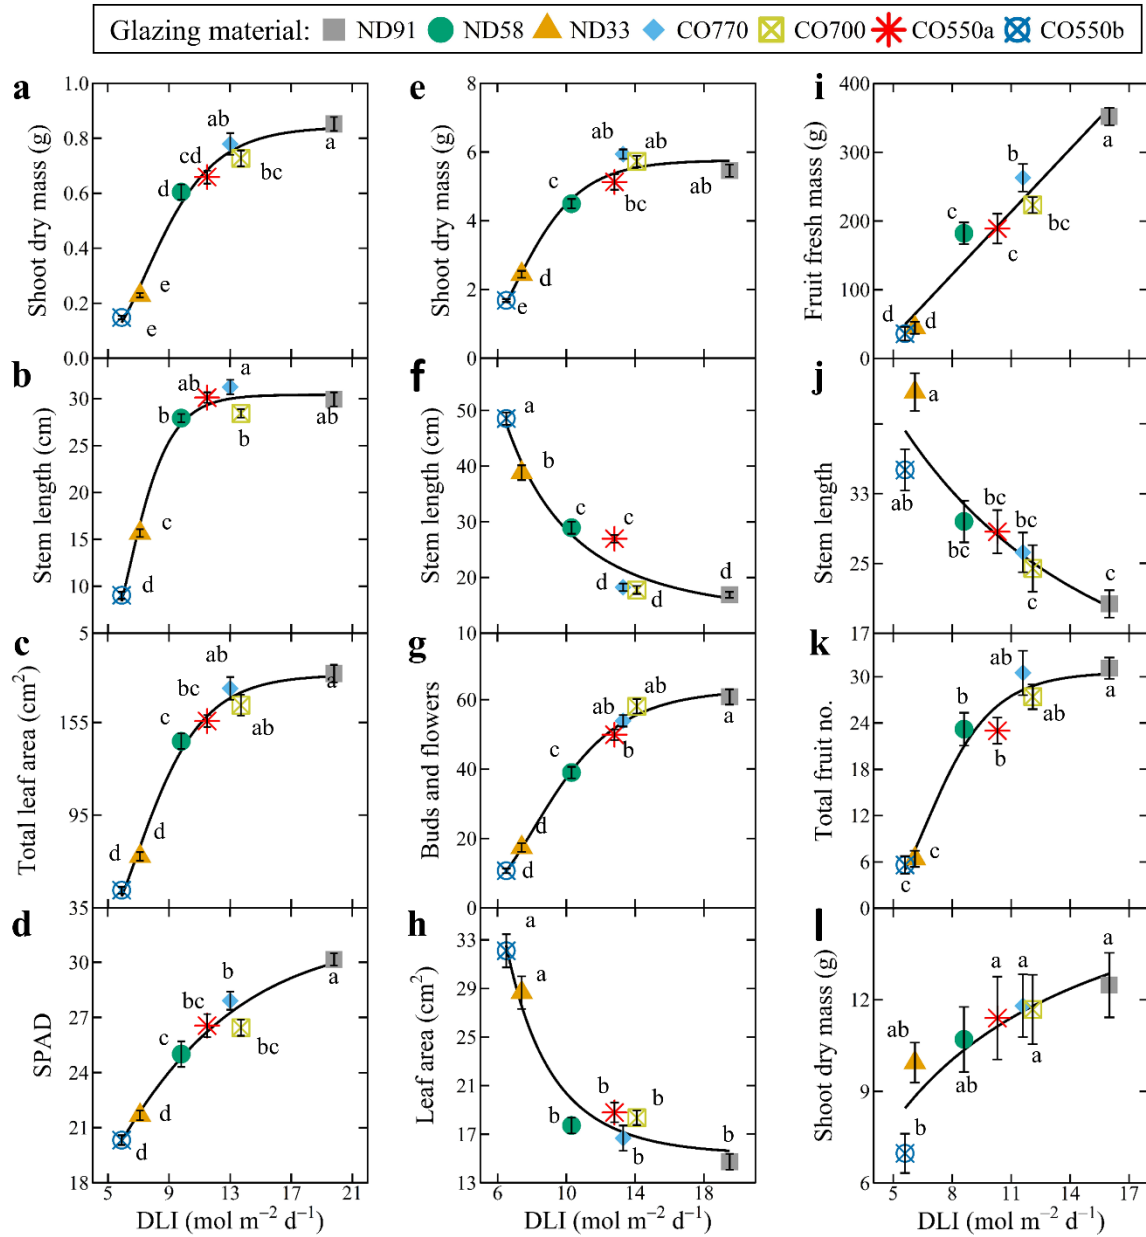 Glazing material: ND91 ND58 ND33 CO770 CO700 CO550a CO550b
a
Shoot dry mass (g)
1.0
0.8
0.6
0.4
0.2
0.0
ab
a
cd
bc
d
e
e
b
Stem length (cm)
30
25
20
15
10
5
a
ab
b
b
ab
c
d
c
Total leaf area (cm²)
155
95
35
ab
bc
a
c
ab
d
d
d
SPAD
30
27
24
21
18
b
a
bc
c
bc
d
d
5 9 13 17 21
DLI (mol m⁻² d⁻¹)
e
Shoot dry mass (g)
8
6
4
2
0
ab
ab
ab
c
bc
d
e
f
Stem length (cm)
50
40
30
20
10
a
b
c
c
d
d
d
g
Buds and flowers
60
40
20
0
ab
ab
a
b
c
d
d
h
Leaf area (cm²)
33
29
25
21
17
13
a
a
b
b
b
b
b
6 10 14 18
DLI (mol m⁻² d⁻¹)
i
Fruit fresh mass (g)
400
300
200
100
0
a
b
bc
c
c
d
d
j
Stem length
33
25
17
a
ab
bc
bc
bc
c
c
k
Total fruit no.
30
24
18
12
6
0
ab
a
b
ab
b
c
c
l
Shoot dry mass (g)
12
9
6
a
a
a
a
ab
ab
b
5 8 11 14 17
DLI (mol m⁻² d⁻¹)